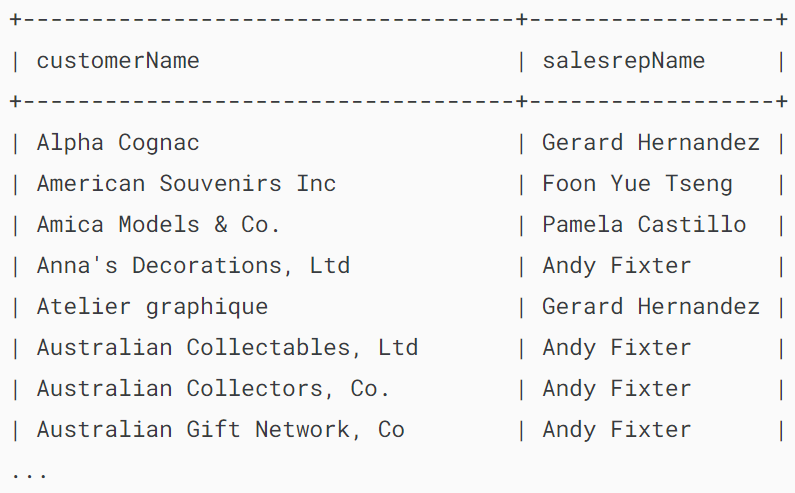 +------------------------------------+------------------+
| customerName                       | salesrepName     |
+------------------------------------+------------------+
| Alpha Cognac                       | Gerard Hernandez |
| American Souvenirs Inc             | Foon Yue Tseng   |
| Amica Models & Co.                 | Pamela Castillo  |
| Anna's Decorations, Ltd            | Andy Fixter      |
| Atelier graphique                  | Gerard Hernandez |
| Australian Collectables, Ltd       | Andy Fixter      |
| Australian Collectors, Co.         | Andy Fixter      |
| Australian Gift Network, Co        | Andy Fixter      |
...